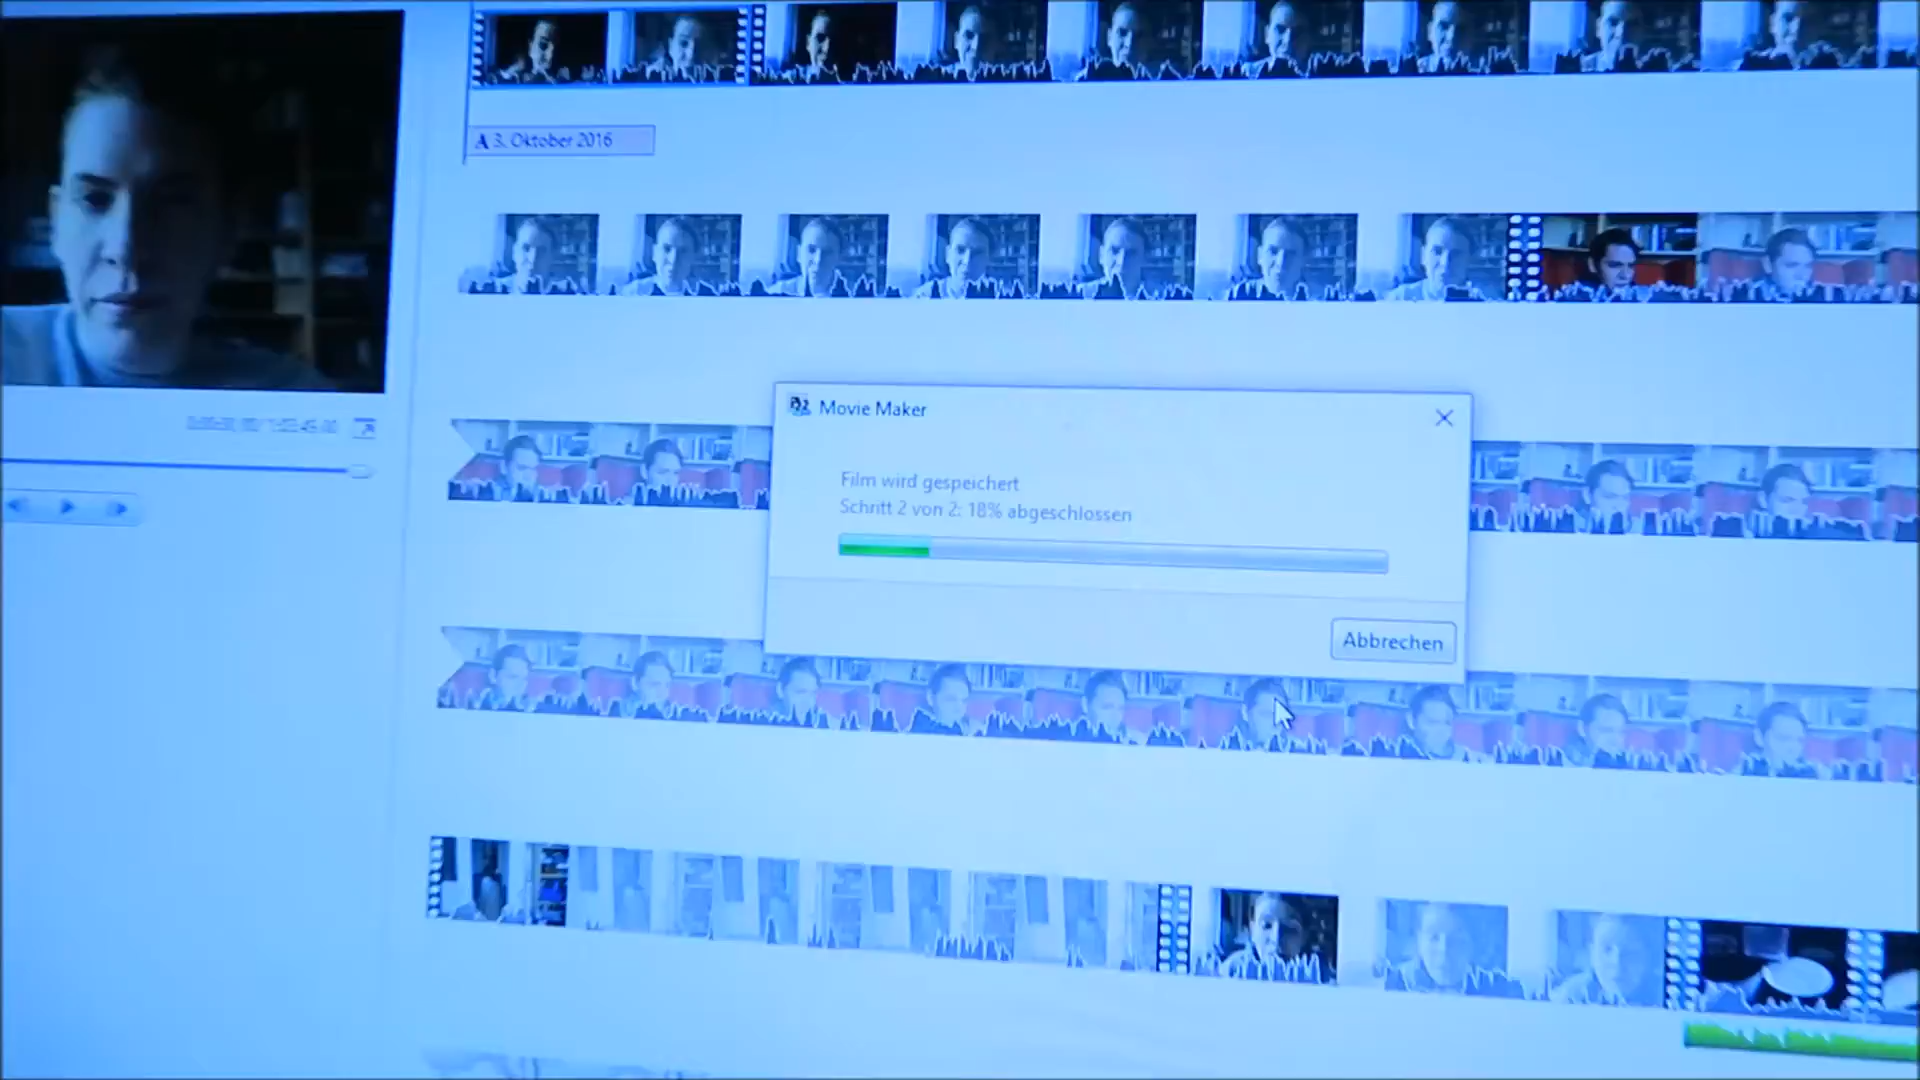 A 3. Oktober 2016
Movie Maker
Film wird gespeichert
Schritt 2 von 2: 18% abgeschlossen
Abbrechen